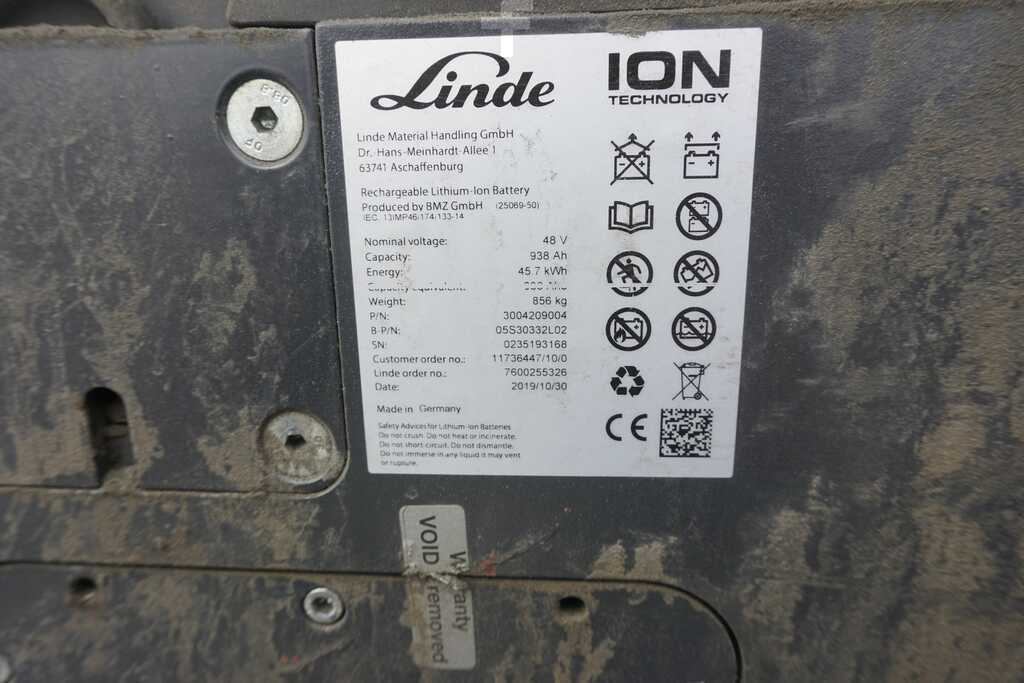 Linde
ION
TECHNOLOGY
Linde Material Handling GmbH
Dr.-Hans-Meinhardt-Allee 1
63741 Aschaffenburg
Rechargeable Lithium-Ion Battery
Produced by BMZ GmbH (25069-50)
IEC: 13IMP46/174/133-14
Nominal voltage: 48 V
Capacity: 938 Ah
Energy: 45.7 kWh
Capacity equivalent:
Weight: 856 kg
P/N: 3004209004
B-P/N: 05S30332L02
SN: 0235193168
Customer order no.: 11736447/10/0
Linde order no.: 7600255326
Date: 2019/10/30
Made in Germany
Safety Advices for Lithium-Ion Batteries
Do not crush. Do not heat or incinerate.
Do not short-circuit. Do not dismantle.
Do not immerse in any liquid it may vent
or rupture.
CE
8.8
Warranty
VOID removed